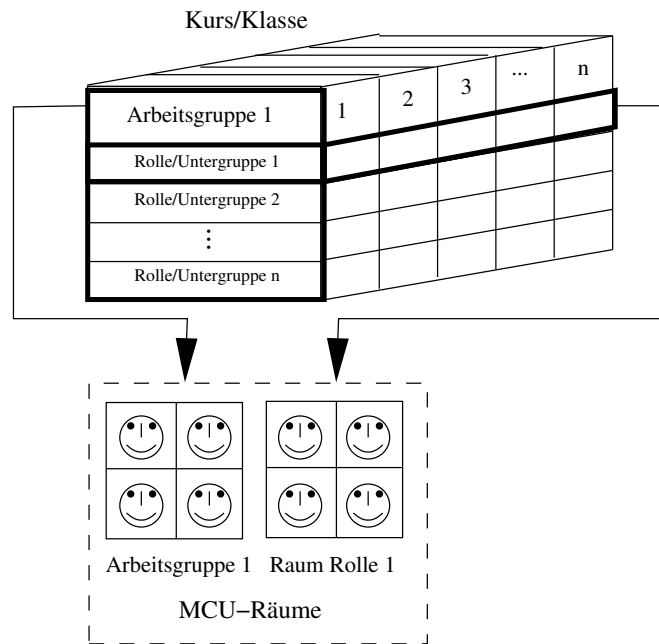 Kurs/Klasse
Arbeitsgruppe 1
1 2 3 ... n
Rolle/Untergruppe 1
Rolle/Untergruppe 2
⋮
Rolle/Untergruppe n
Arbeitsgruppe 1 Raum Rolle 1
MCU–Räume